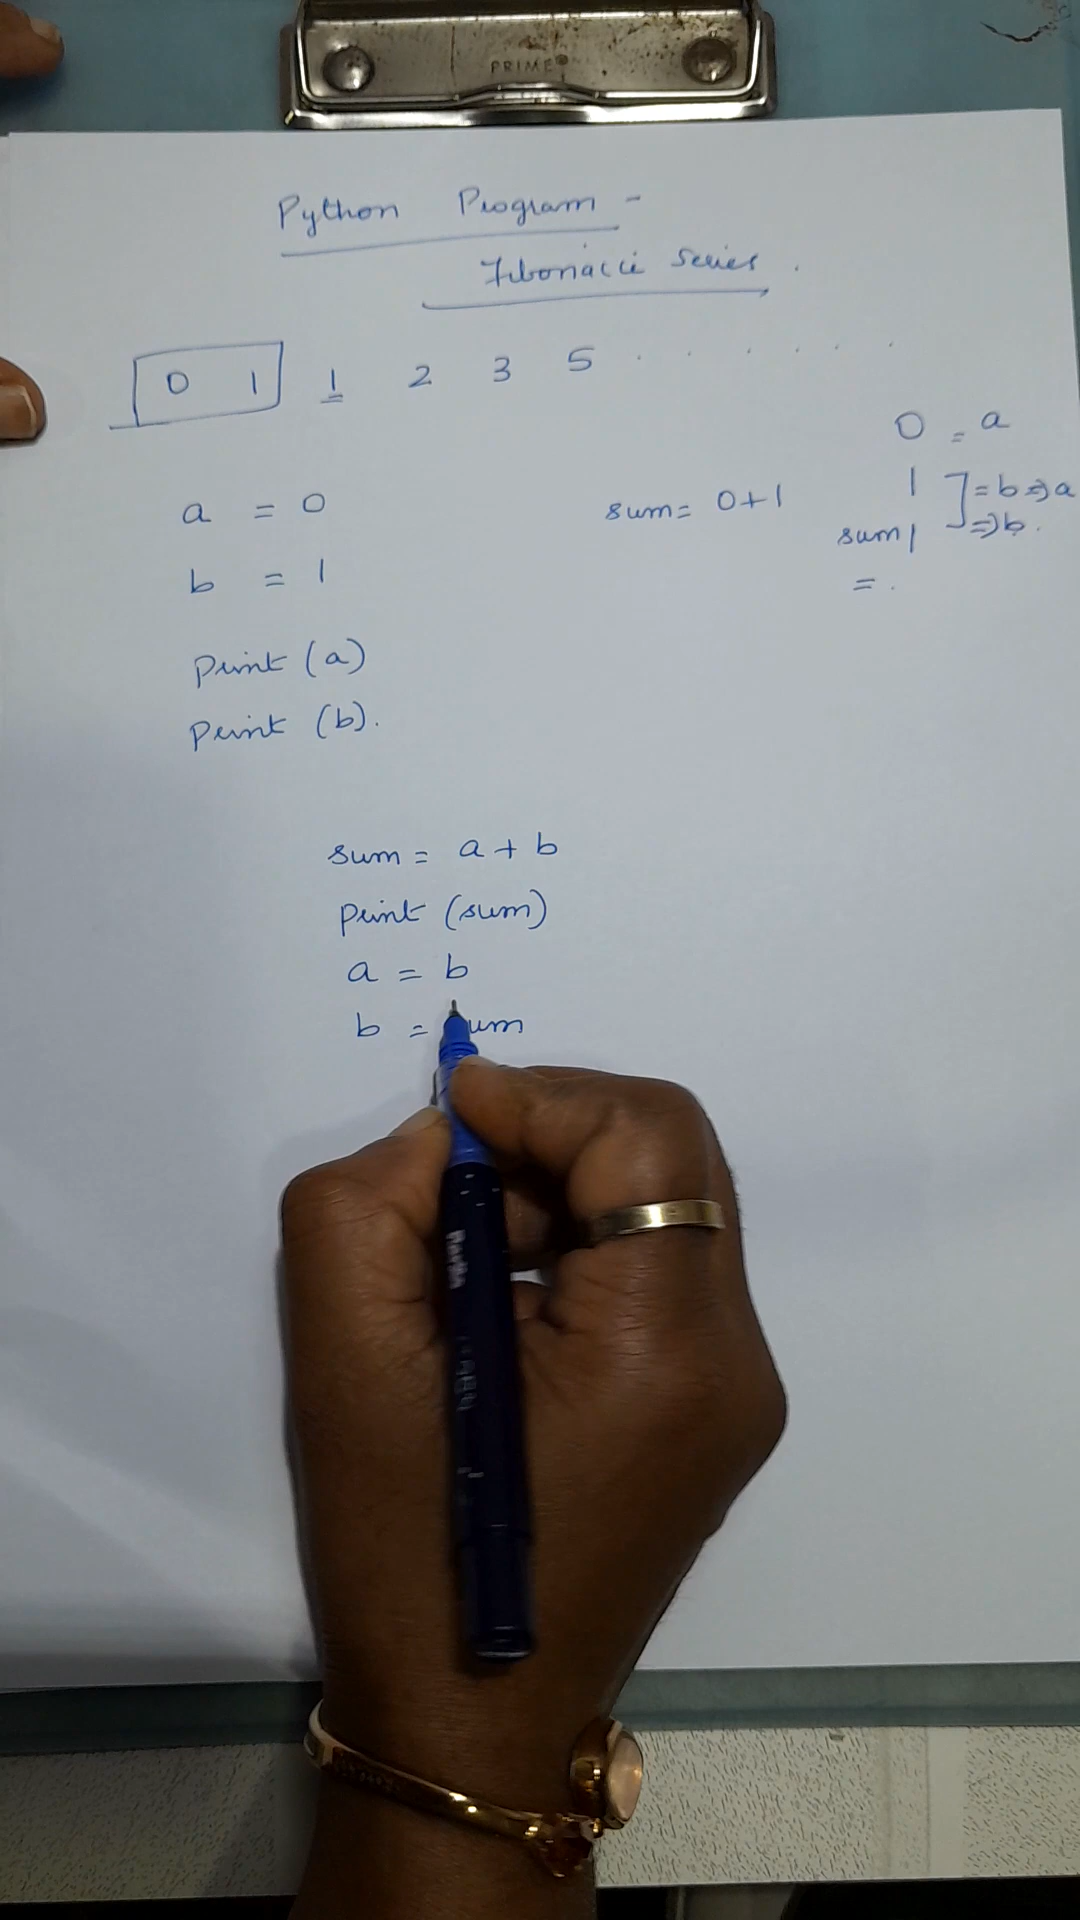 PRIME
Python Program -
Fibonacci Series.
0 1 1 2 3 5 . . . . . .
0 = a
1 ] = b => a
sum 1 => b.
= .
a = 0
sum = 0+1
b = 1
Print (a)
Print (b).
sum = a + b
Print (sum)
a = b
b = um